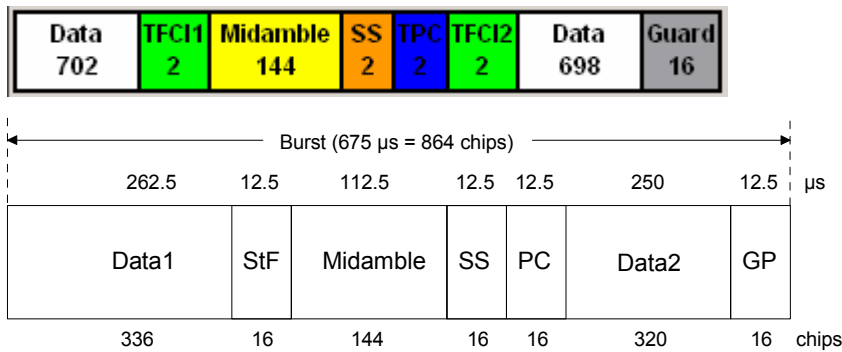 Data TFCI1 Midamble SS TPC TFCI2 Data Guard
702 2 144 2 2 2 698 16
Burst (675 µs = 864 chips)
262.5 12.5 112.5 12.5 12.5 250 12.5 µs
Data1 StF Midamble SS PC Data2 GP
336 16 144 16 16 320 16 chips